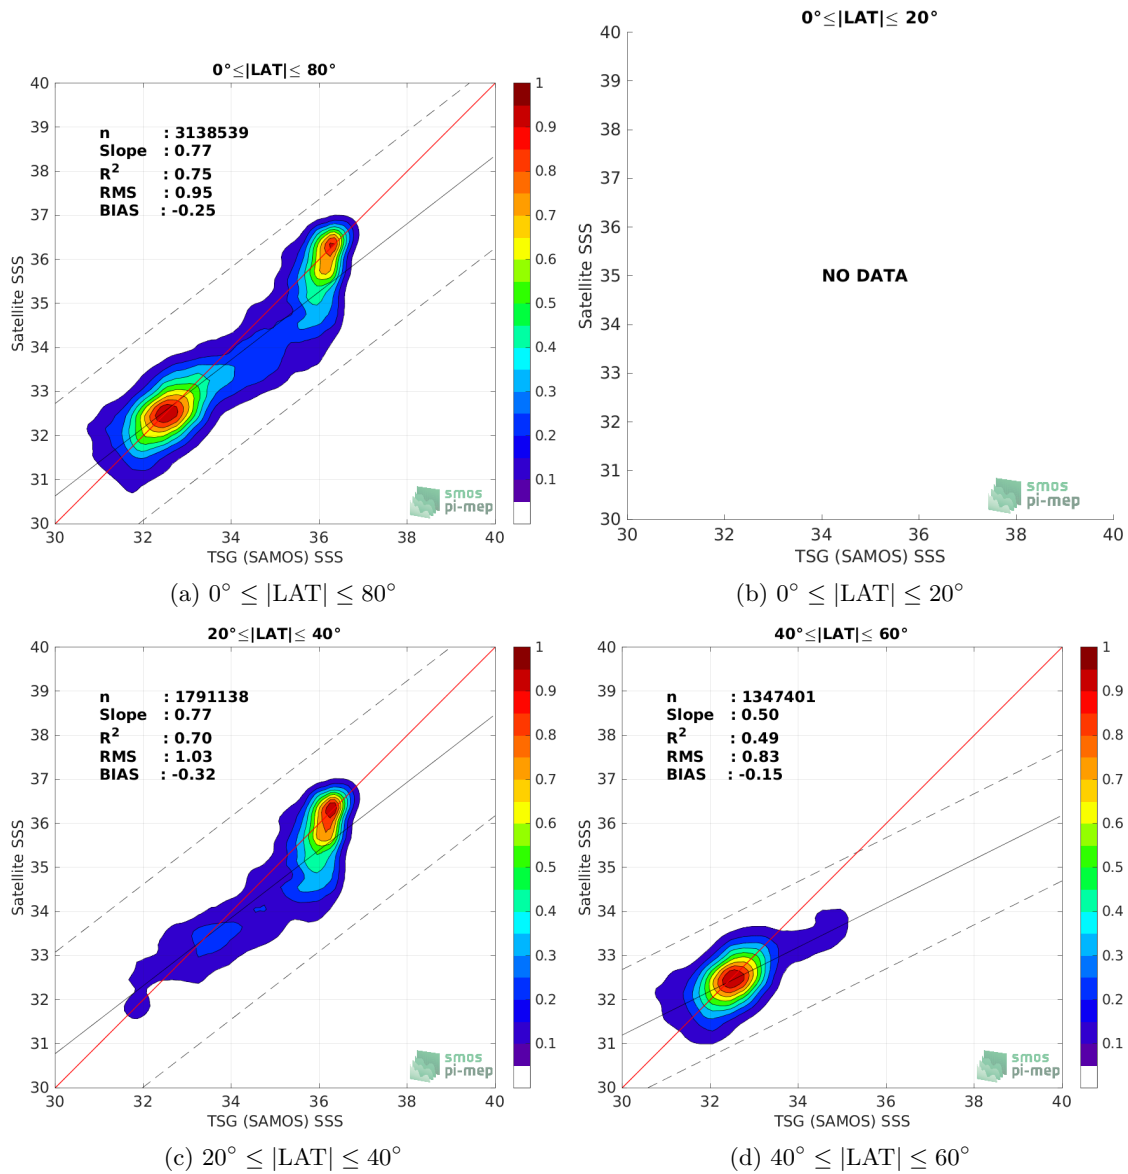 0°≤|LAT|≤ 80°
40
39
38
37
36
35
34
33
32
31
30
30
32
34
36
38
40
Satellite SSS
TSG (SAMOS) SSS
n : 3138539
Slope : 0.77
R² : 0.75
RMS : 0.95
BIAS : -0.25
1
0.9
0.8
0.7
0.6
0.5
0.4
0.3
0.2
0.1
smos
pi-mep
(a) 0° ≤ |LAT| ≤ 80°
0°≤|LAT|≤ 20°
40
39
38
37
36
35
34
33
32
31
30
30
32
34
36
38
40
Satellite SSS
TSG (SAMOS) SSS
NO DATA
smos
pi-mep
(b) 0° ≤ |LAT| ≤ 20°
20°≤|LAT|≤ 40°
40
39
38
37
36
35
34
33
32
31
30
30
32
34
36
38
40
Satellite SSS
TSG (SAMOS) SSS
n : 1791138
Slope : 0.77
R² : 0.70
RMS : 1.03
BIAS : -0.32
1
0.9
0.8
0.7
0.6
0.5
0.4
0.3
0.2
0.1
smos
pi-mep
(c) 20° ≤ |LAT| ≤ 40°
40°≤|LAT|≤ 60°
40
39
38
37
36
35
34
33
32
31
30
30
32
34
36
38
40
Satellite SSS
TSG (SAMOS) SSS
n : 1347401
Slope : 0.50
R² : 0.49
RMS : 0.83
BIAS : -0.15
1
0.9
0.8
0.7
0.6
0.5
0.4
0.3
0.2
0.1
smos
pi-mep
(d) 40° ≤ |LAT| ≤ 60°